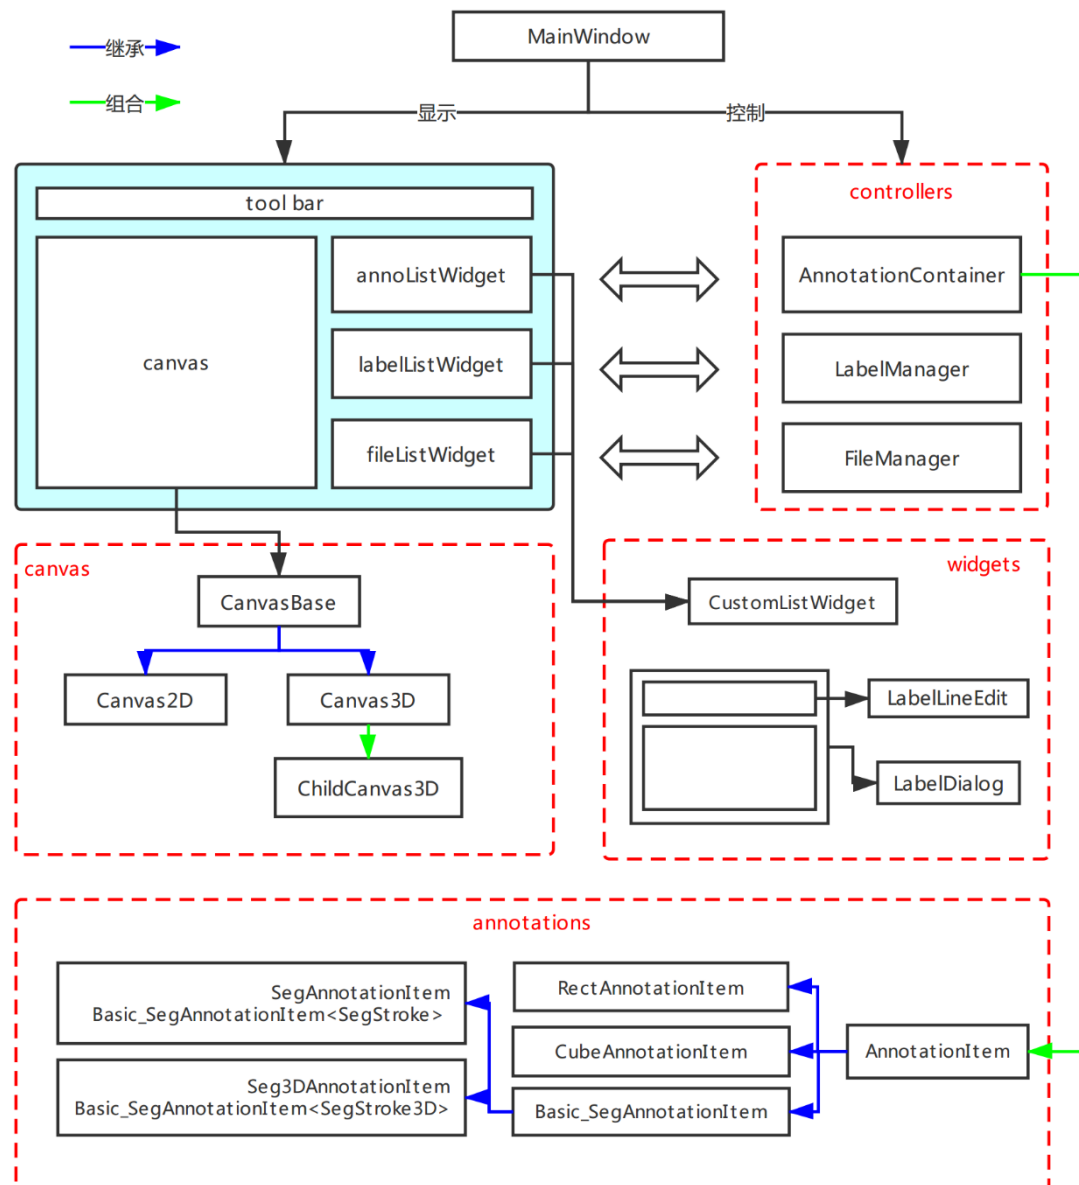 MainWindow
继承
组合
显示
控制
tool bar
canvas
annoListWidget
labelListWidget
fileListWidget
controllers
AnnotationContainer
LabelManager
FileManager
canvas
CanvasBase
Canvas2D
Canvas3D
ChildCanvas3D
widgets
CustomListWidget
LabelLineEdit
LabelDialog
annotations
SegAnnotationItem
Basic_SegAnnotationItem<SegStroke>
Seg3DAnnotationItem
Basic_SegAnnotationItem<SegStroke3D>
RectAnnotationItem
CubeAnnotationItem
Basic_SegAnnotationItem
AnnotationItem